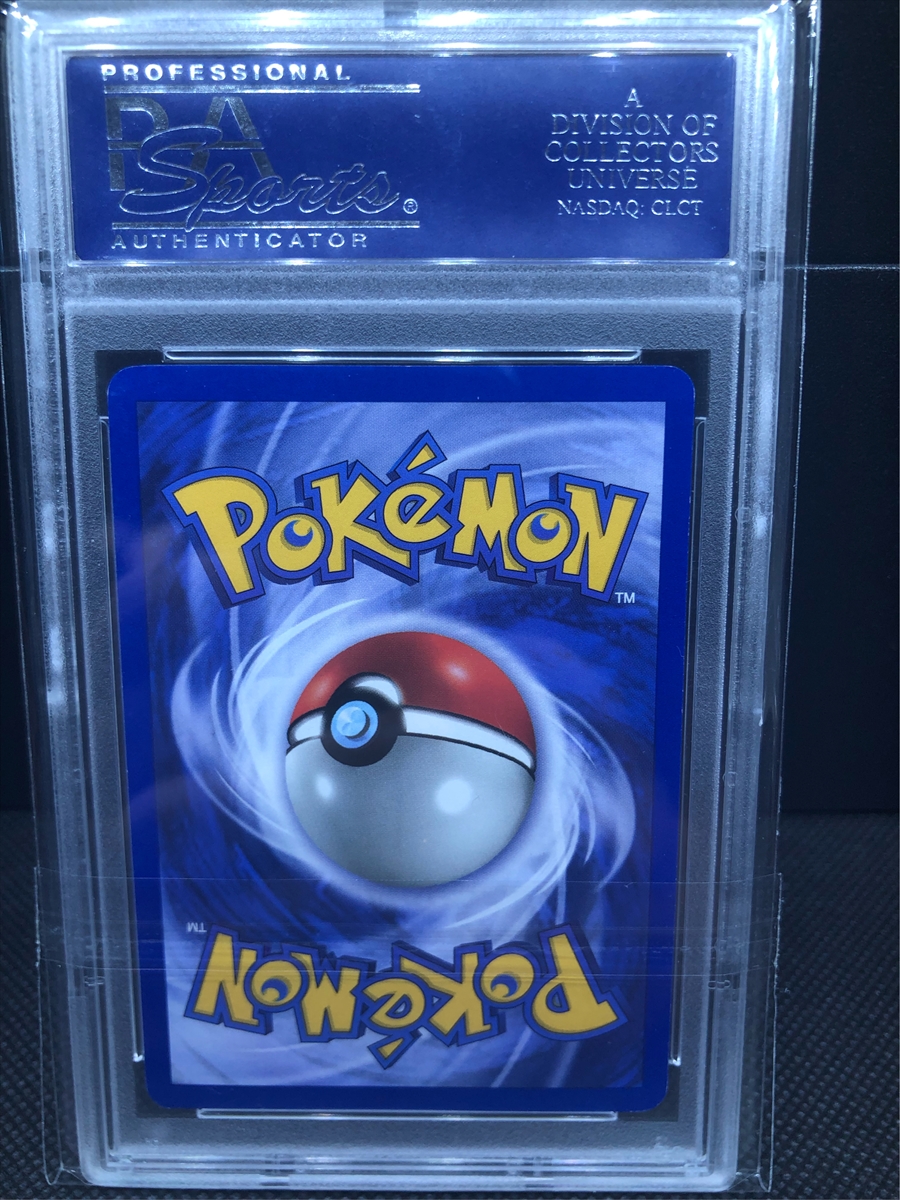 PROFESSIONAL
PSA
Sports®
AUTHENTICATOR
A
DIVISION OF
COLLECTORS
UNIVERSE
NASDAQ: CLCT
POKéMON
TM
TM
POKéMON